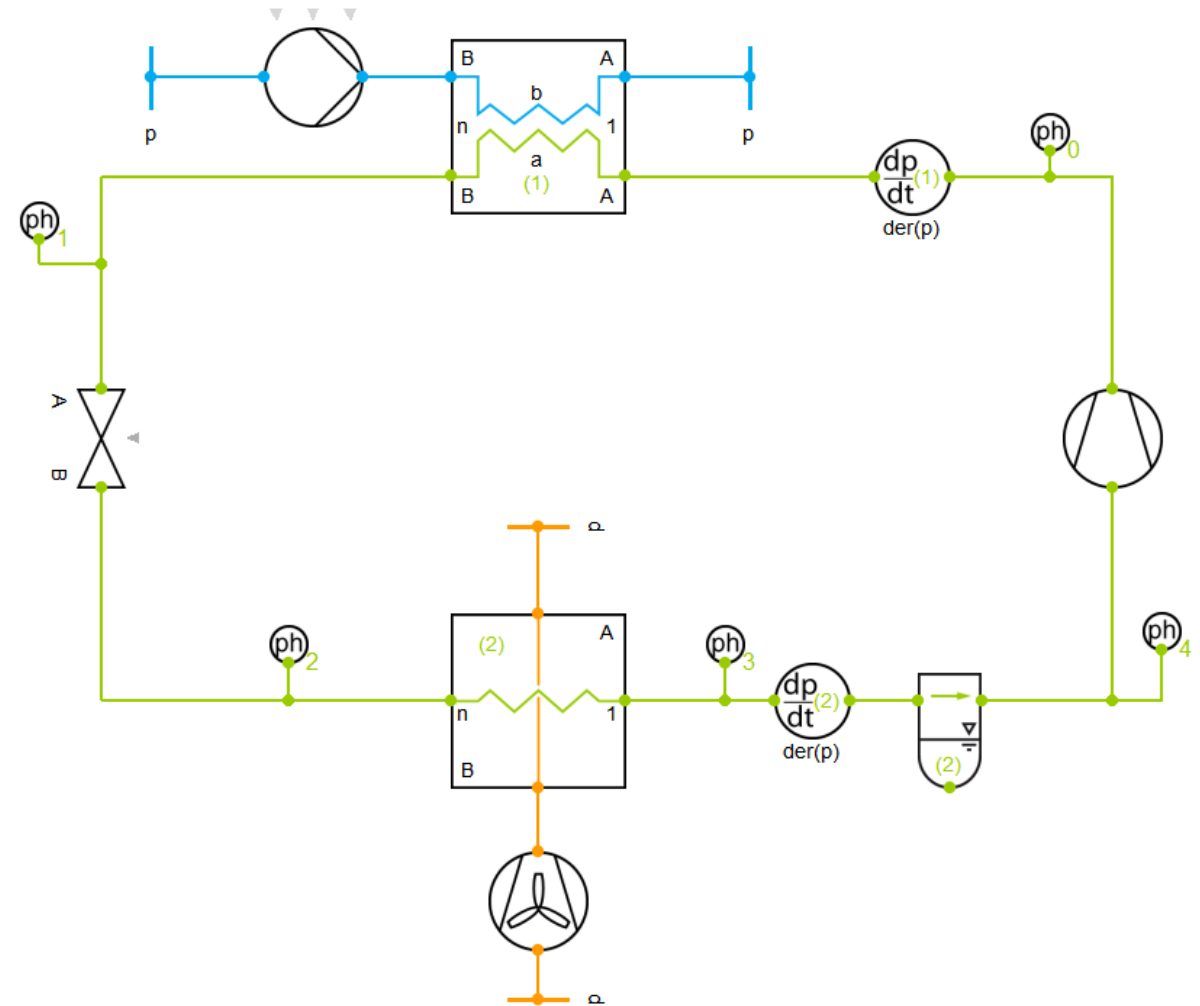 B A
b
p n 1 p
a
(1)
B A
ph 0
dp
dt (1)
der(p)
ph 1
A
B
p
(2) A
ph 2
n 1
B
ph 3
dp
dt (2)
der(p)
ph 4
(2)
p